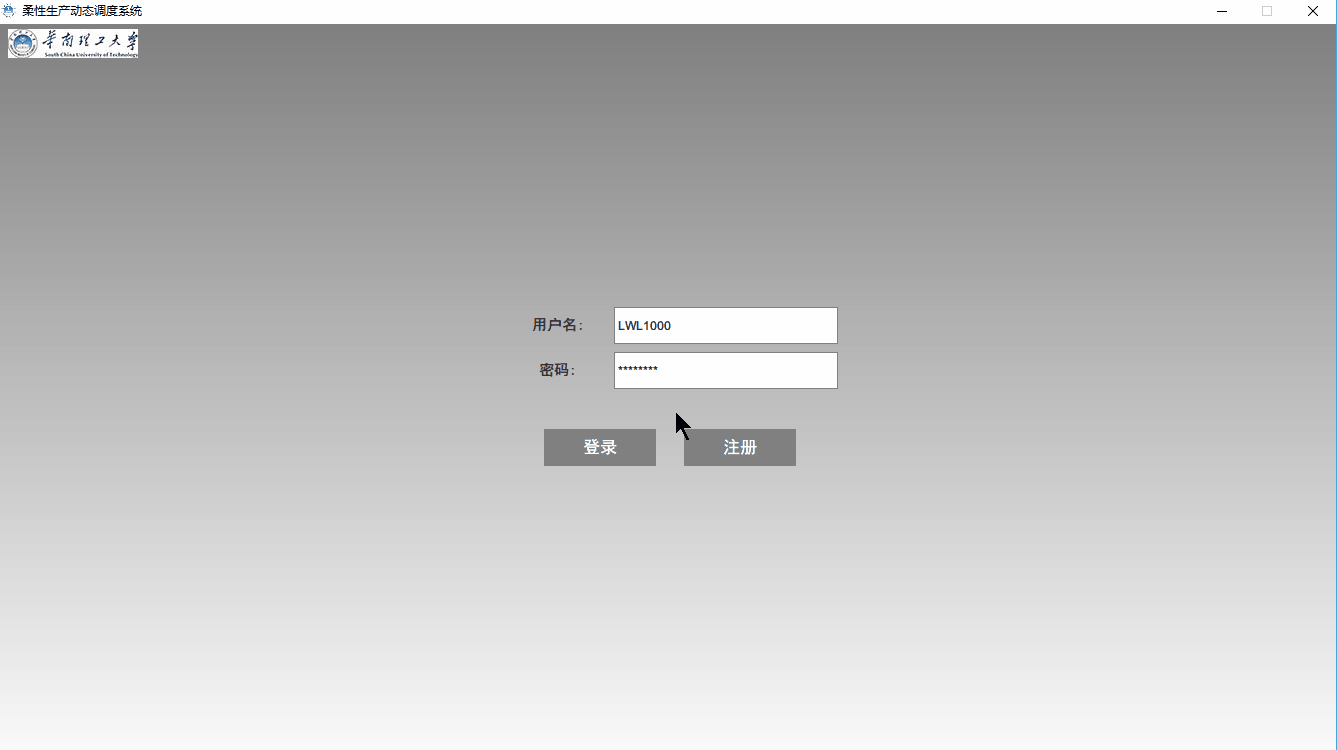 柔性生产动态调度系统
华南理工大学
South China University of Technology
用户名：
LWL1000
密码：
********
登录
注册